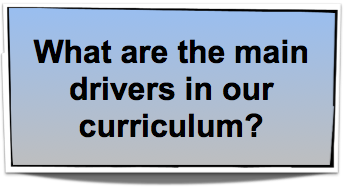 What are the main
drivers in our
curriculum?